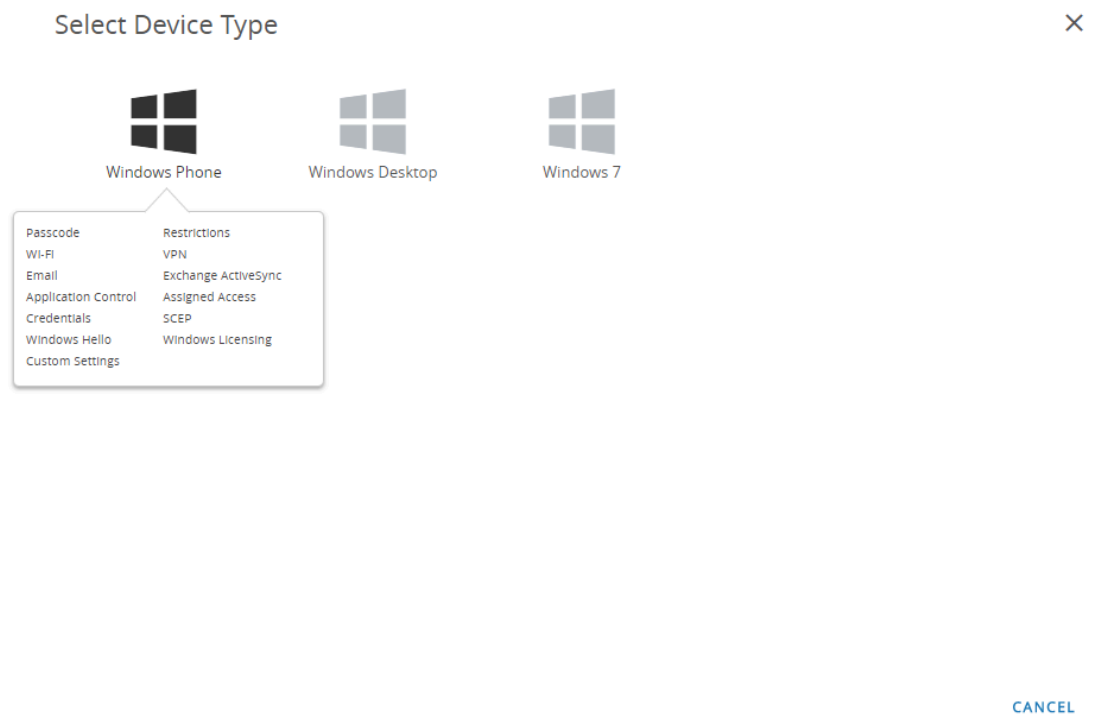 Select Device Type
Windows Phone
Windows Desktop
Windows 7
Passcode Restrictions
Wi-Fi VPN
Email Exchange ActiveSync
Application Control Assigned Access
Credentials SCEP
Windows Hello Windows Licensing
Custom Settings
CANCEL